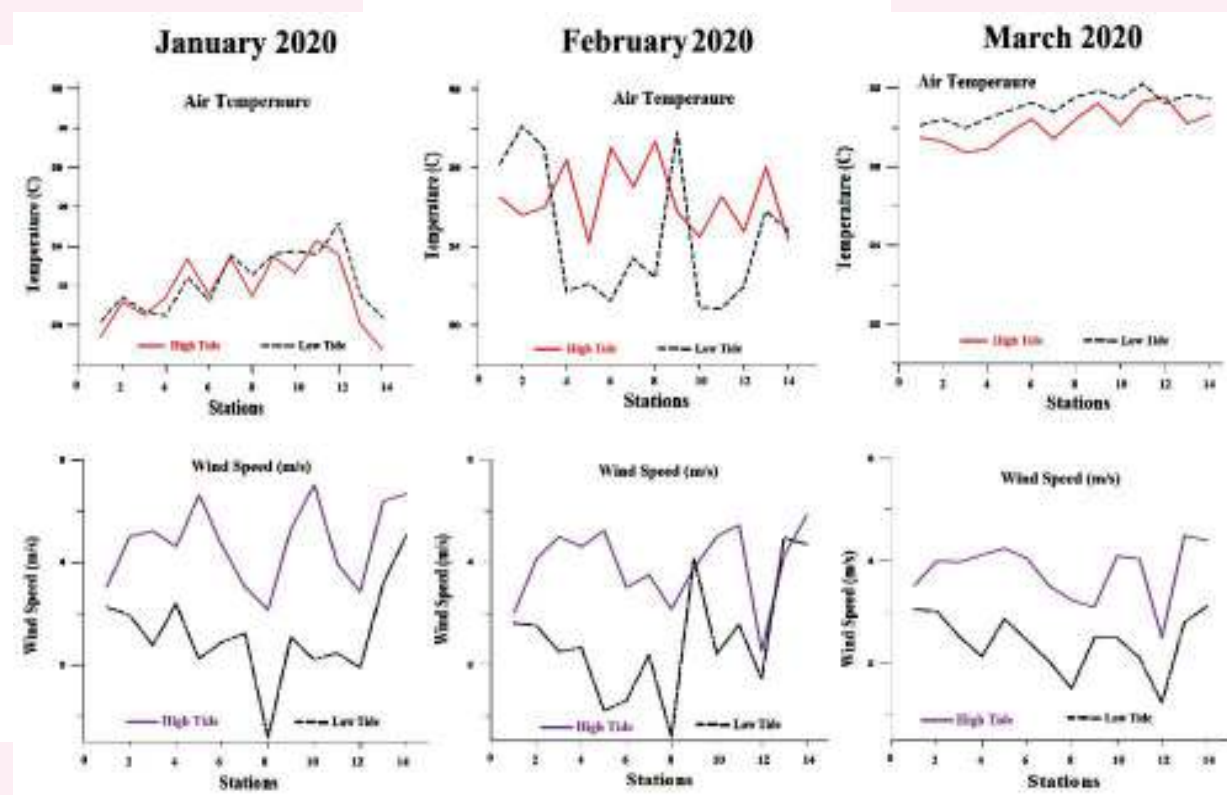 January 2020
February 2020
March 2020
Air Temperaure
Air Temperaure
Air Temperaure
Temperature (C)
Temperature (C)
Temperature (C)
High Tide
Low Tide
High Tide
Low Tide
High Tide
Low Tide
0 2 4 6 8 10 12 14
0 2 4 6 8 10 12 14
0 2 4 6 8 10 12 14
Stations
Stations
Stations
Wind Speed (m/s)
Wind Speed (m/s)
Wind Speed (m/s)
Wind Speed (m/s)
Wind Speed (m/s)
Wind Speed (m/s)
4
4
4
High Tide
Low Tide
High Tide
Low Tide
High Tide
Low Tide
0 2 4 6 8 10 12 14
0 2 4 6 8 10 12 14
0 2 4 6 8 10 12 14
Stations
Stations
Stations